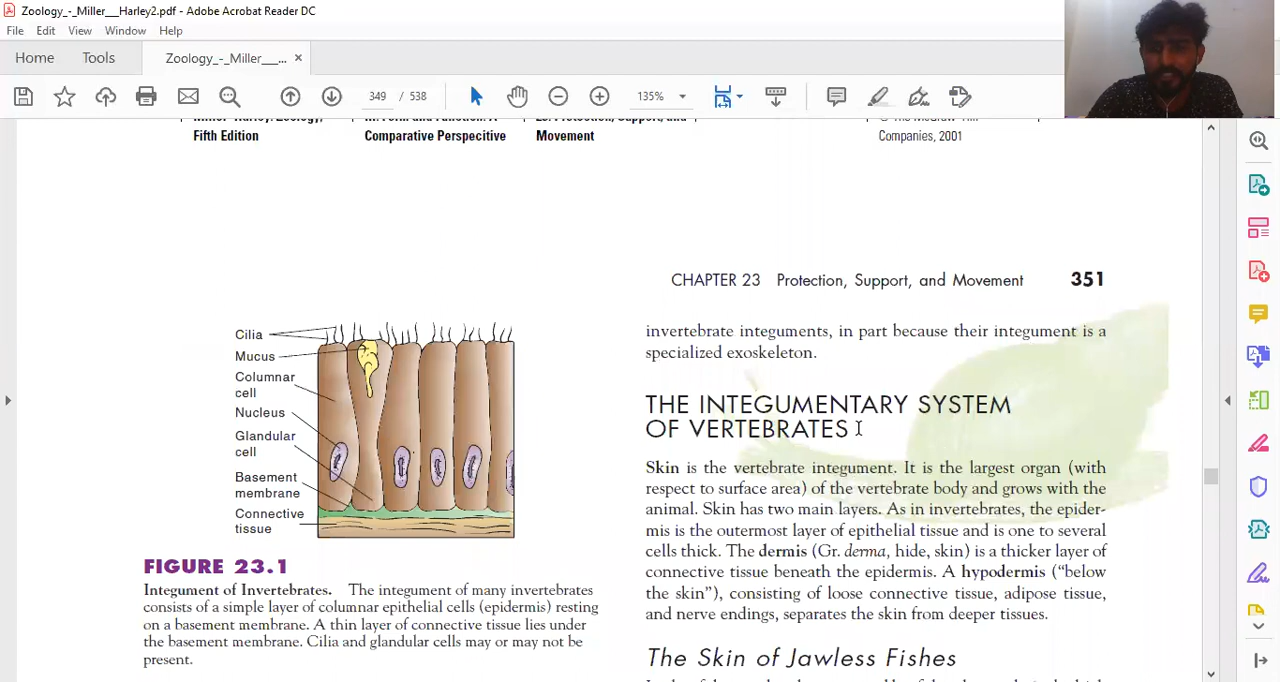 Zoology_-_Miller___Harley2.pdf - Adobe Acrobat Reader DC
File Edit View Window Help
Home Tools Zoology_-_Miller___... ×
349 / 538 135%
Fifth Edition
Comparative Perspecitive
Movement
Companies, 2001
CHAPTER 23 Protection, Support, and Movement 351
Cilia
Mucus
Columnar
cell
Nucleus
Glandular
cell
Basement
membrane
Connective
tissue
FIGURE 23.1
Integument of Invertebrates. The integument of many invertebrates
consists of a simple layer of columnar epithelial cells (epidermis) resting
on a basement membrane. A thin layer of connective tissue lies under
the basement membrane. Cilia and glandular cells may or may not be
present.
invertebrate integuments, in part because their integument is a
specialized exoskeleton.
THE INTEGUMENTARY SYSTEM
OF VERTEBRATES
Skin is the vertebrate integument. It is the largest organ (with
respect to surface area) of the vertebrate body and grows with the
animal. Skin has two main layers. As in invertebrates, the epider-
mis is the outermost layer of epithelial tissue and is one to several
cells thick. The dermis (Gr. derma, hide, skin) is a thicker layer of
connective tissue beneath the epidermis. A hypodermis (“below
the skin”), consisting of loose connective tissue, adipose tissue,
and nerve endings, separates the skin from deeper tissues.
The Skin of Jawless Fishes